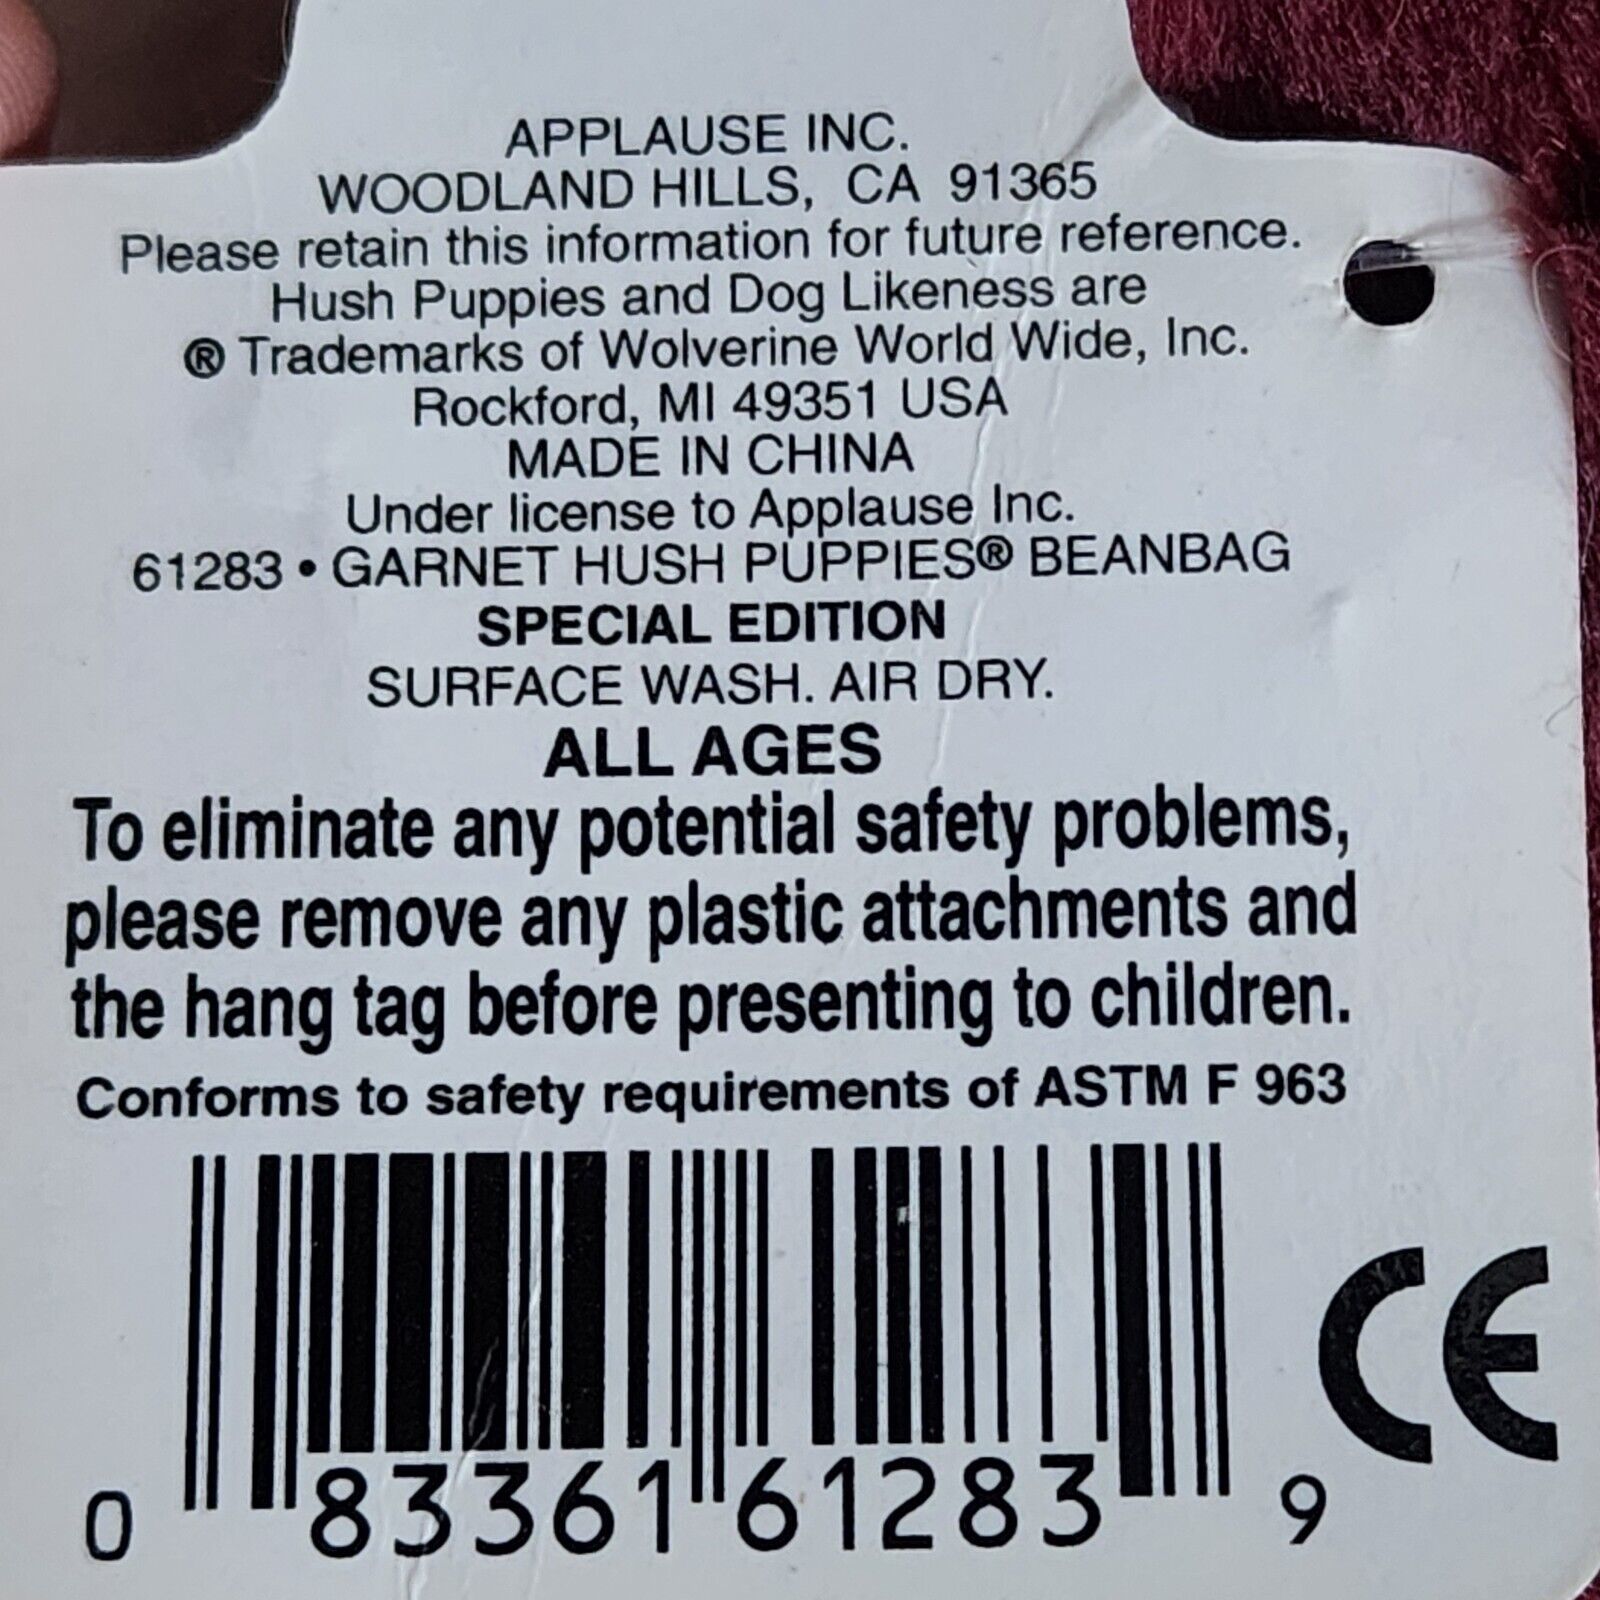 APPLAUSE INC.
WOODLAND HILLS, CA 91365
Please retain this information for future reference.
Hush Puppies and Dog Likeness are
® Trademarks of Wolverine World Wide, Inc.
Rockford, MI 49351 USA
MADE IN CHINA
Under license to Applause Inc.
61283 • GARNET HUSH PUPPIES® BEANBAG
SPECIAL EDITION
SURFACE WASH. AIR DRY.
ALL AGES
To eliminate any potential safety problems,
please remove any plastic attachments and
the hang tag before presenting to children.
Conforms to safety requirements of ASTM F 963
CE
0 83361 61283 9